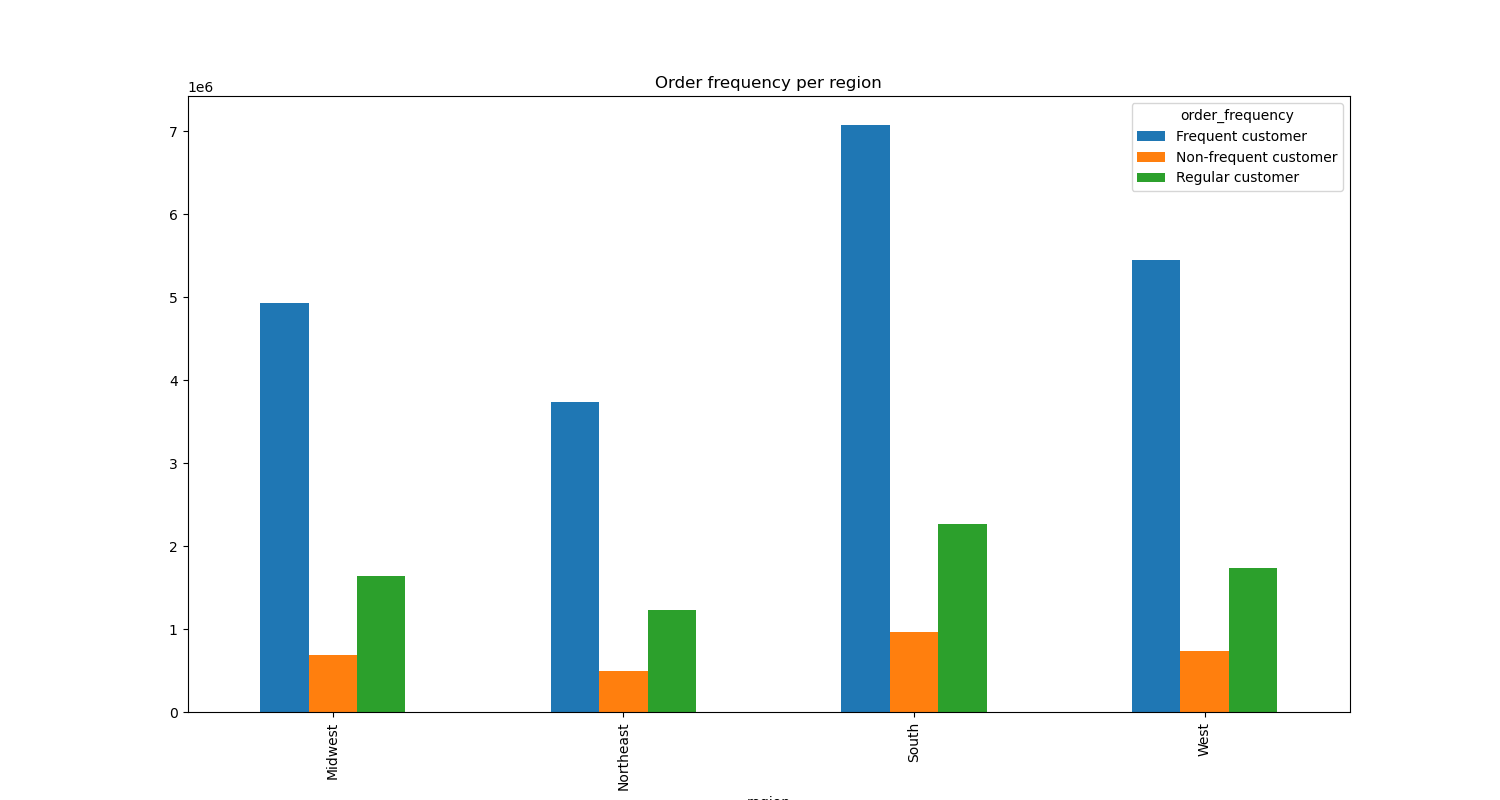 Order frequency per region
1e6
order_frequency
Frequent customer
Non-frequent customer
Regular customer
7
6
5
4
3
2
1
0
Midwest
Northeast
South
West